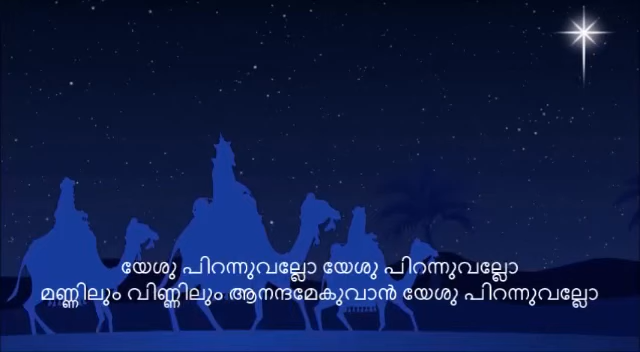 യേശു പിറന്നുവല്ലോ യേശു പിറന്നുവല്ലോ
മണ്ണിലും വിണ്ണിലും ആനന്ദമേകുവാൻ യേശു പിറന്നുവല്ലോ